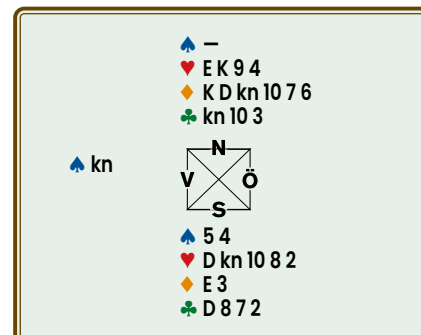 ♠ —
♥ E K 9 4
♦ K D kn 10 7 6
♣ kn 10 3
♠ kn
N
V Ö
S
♠ 5 4
♥ D kn 10 8 2
♦ E 3
♣ D 8 7 2